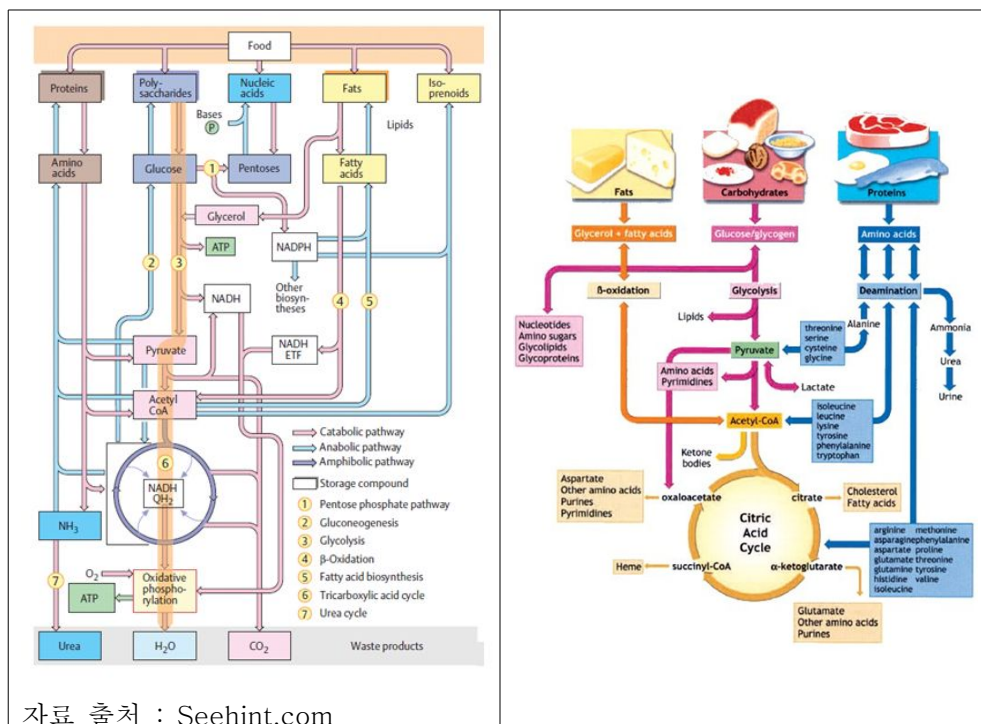 Food
Proteins
Poly-
saccharides
Nucleic
acids
Fats
Iso-
prenoids
Bases
P
Lipids
Amino
acids
Glucose
1
Pentoses
Fatty
acids
Glycerol
ATP
NADPH
2
3
Other
biosyn-
theses
NADH
4
5
NADH
ETF
Pyruvate
Acetyl
CoA
Catabolic pathway
Anabolic pathway
Amphibolic pathway
Storage compound
6
NADH
QH2
1 Pentose phosphate pathway
2 Gluconeogenesis
3 Glycolysis
4 β-Oxidation
5 Fatty acid biosynthesis
6 Tricarboxylic acid cycle
7 Urea cycle
NH3
7
O2
ATP
Oxidative
phospho-
rylation
Urea
H2O
CO2
Waste products
자료 출처 : Seehint.com
Fats
Carbohydrates
Proteins
Glycerol + fatty acids
Glucose/glycogen
Amino acids
ß-oxidation
Glycolysis
Deamination
Nucleotides
Amino sugars
Glycolipids
Glycoproteins
Lipids
Pyruvate
threonine
serine
cysteine
glycine
Alanine
Ammonia
Urea
Urine
Amino acids
Pyrimidines
Lactate
Acetyl-CoA
isoleucine
leucine
lysine
tyrosine
phenylalanine
tryptophan
Ketone
bodies
Aspartate
Other amino acids
Purines
Pyrimidines
oxaloacetate
citrate
Cholesterol
Fatty acids
Citric
Acid
Cycle
arginine methonine
asparaginephenylalanine
aspartate proline
glutamate threonine
glutamine tyrosine
histidine valine
isoleucine
Heme
succinyl-CoA
α-ketoglutarate
Glutamate
Other amino acids
Purines